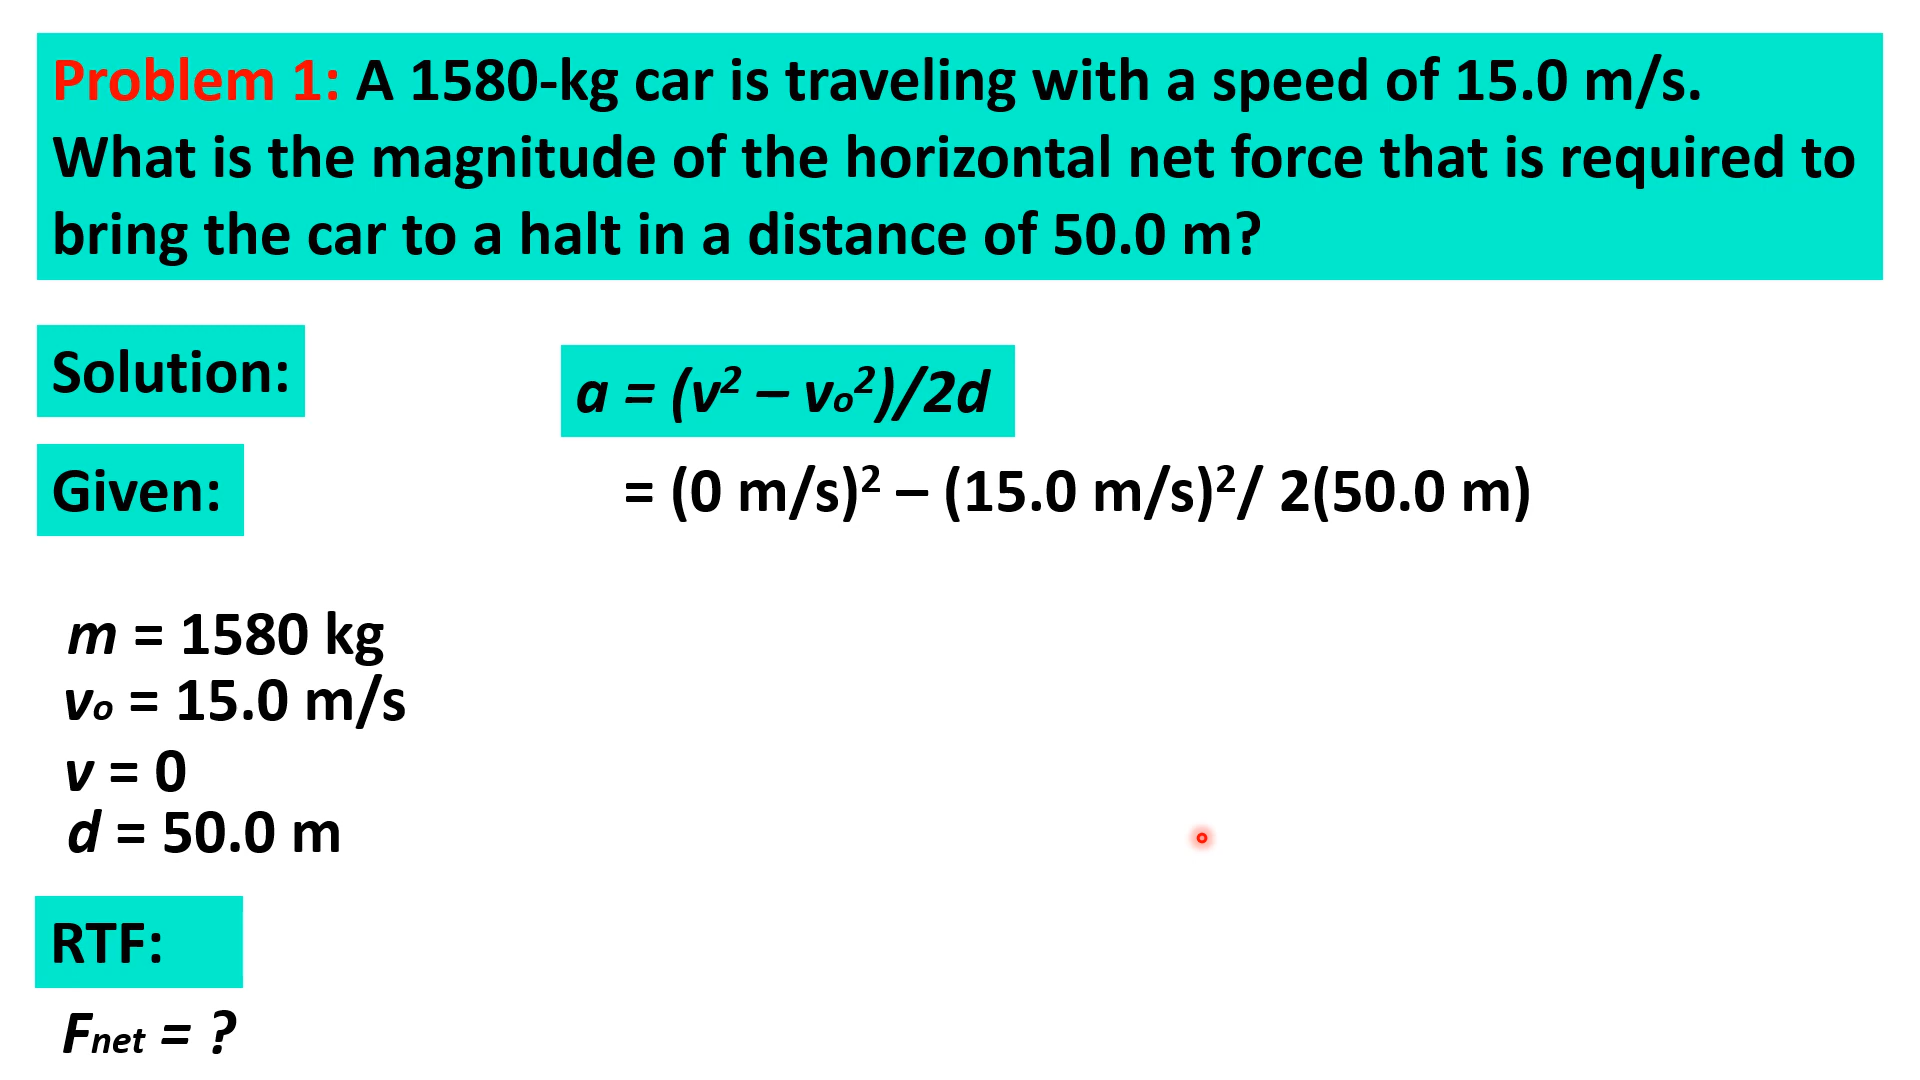 Problem 1: A 1580-kg car is traveling with a speed of 15.0 m/s.
What is the magnitude of the horizontal net force that is required to
bring the car to a halt in a distance of 50.0 m?
Solution:
a = (v² – vₒ²)/2d
Given:
= (0 m/s)² – (15.0 m/s)²/ 2(50.0 m)
m = 1580 kg
vₒ = 15.0 m/s
v = 0
d = 50.0 m
RTF:
Fnet = ?